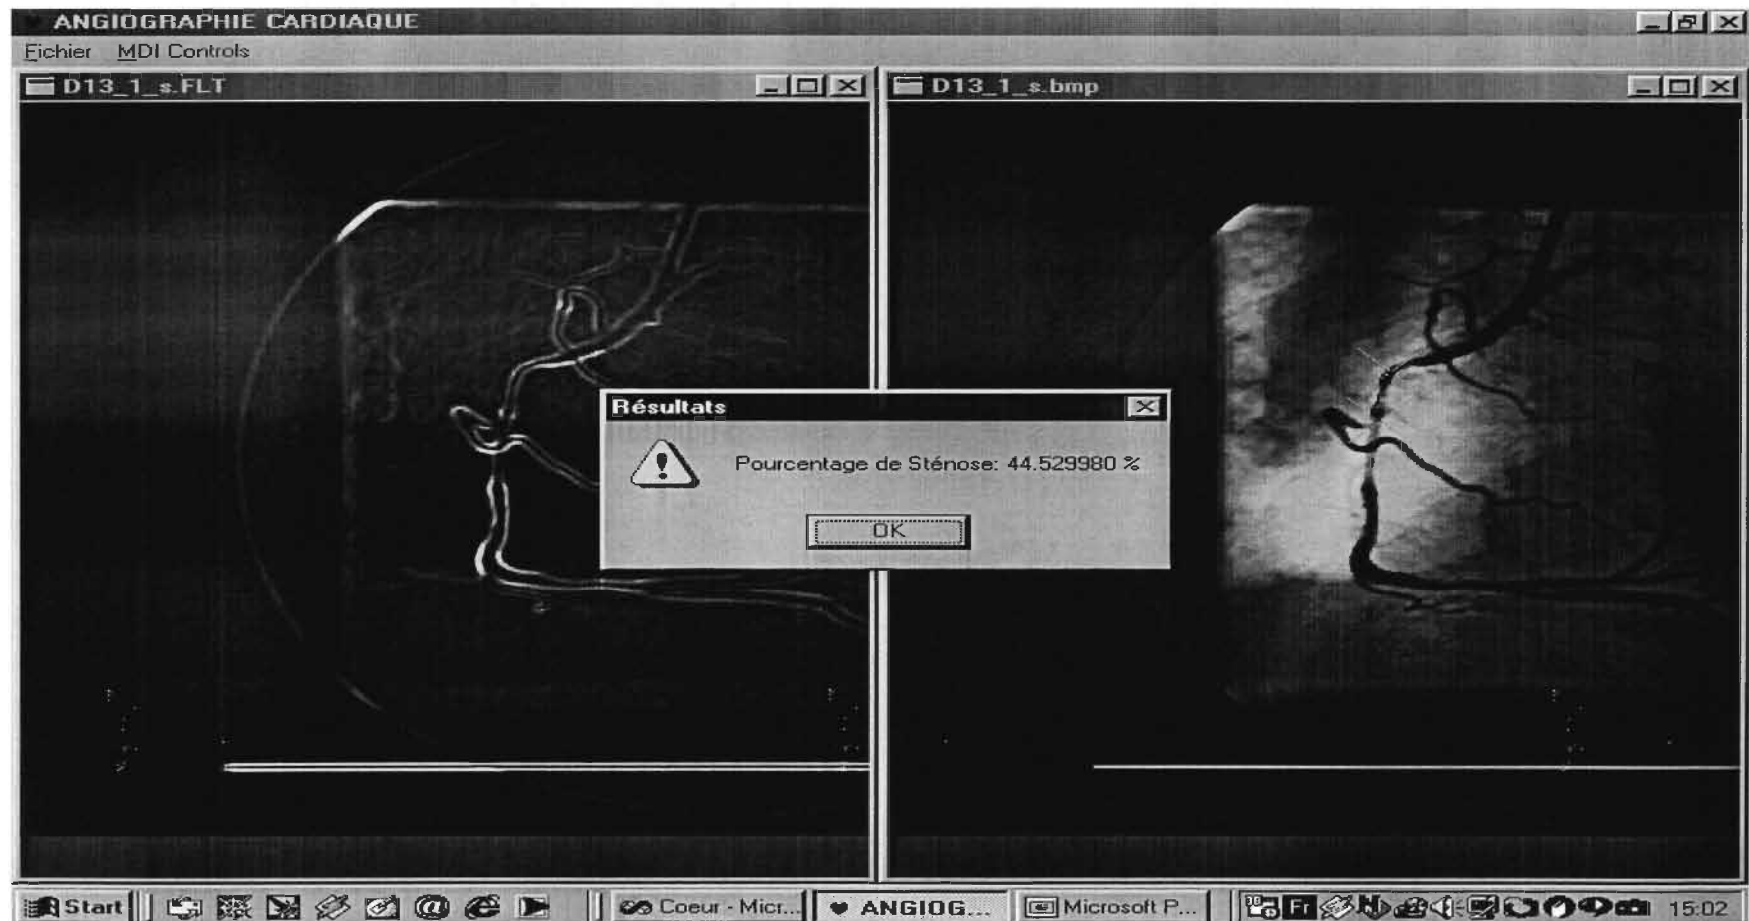 ANGIOGRAPHIE CARDIAQUE
Fichier MDI Controls
D13_1_s.FLT
D13_1_s.bmp
Résultats
Pourcentage de Sténose: 44.529980 %
OK
Start
Coeur - Micr...
ANGIOG...
Microsoft P...
Fr
15:02